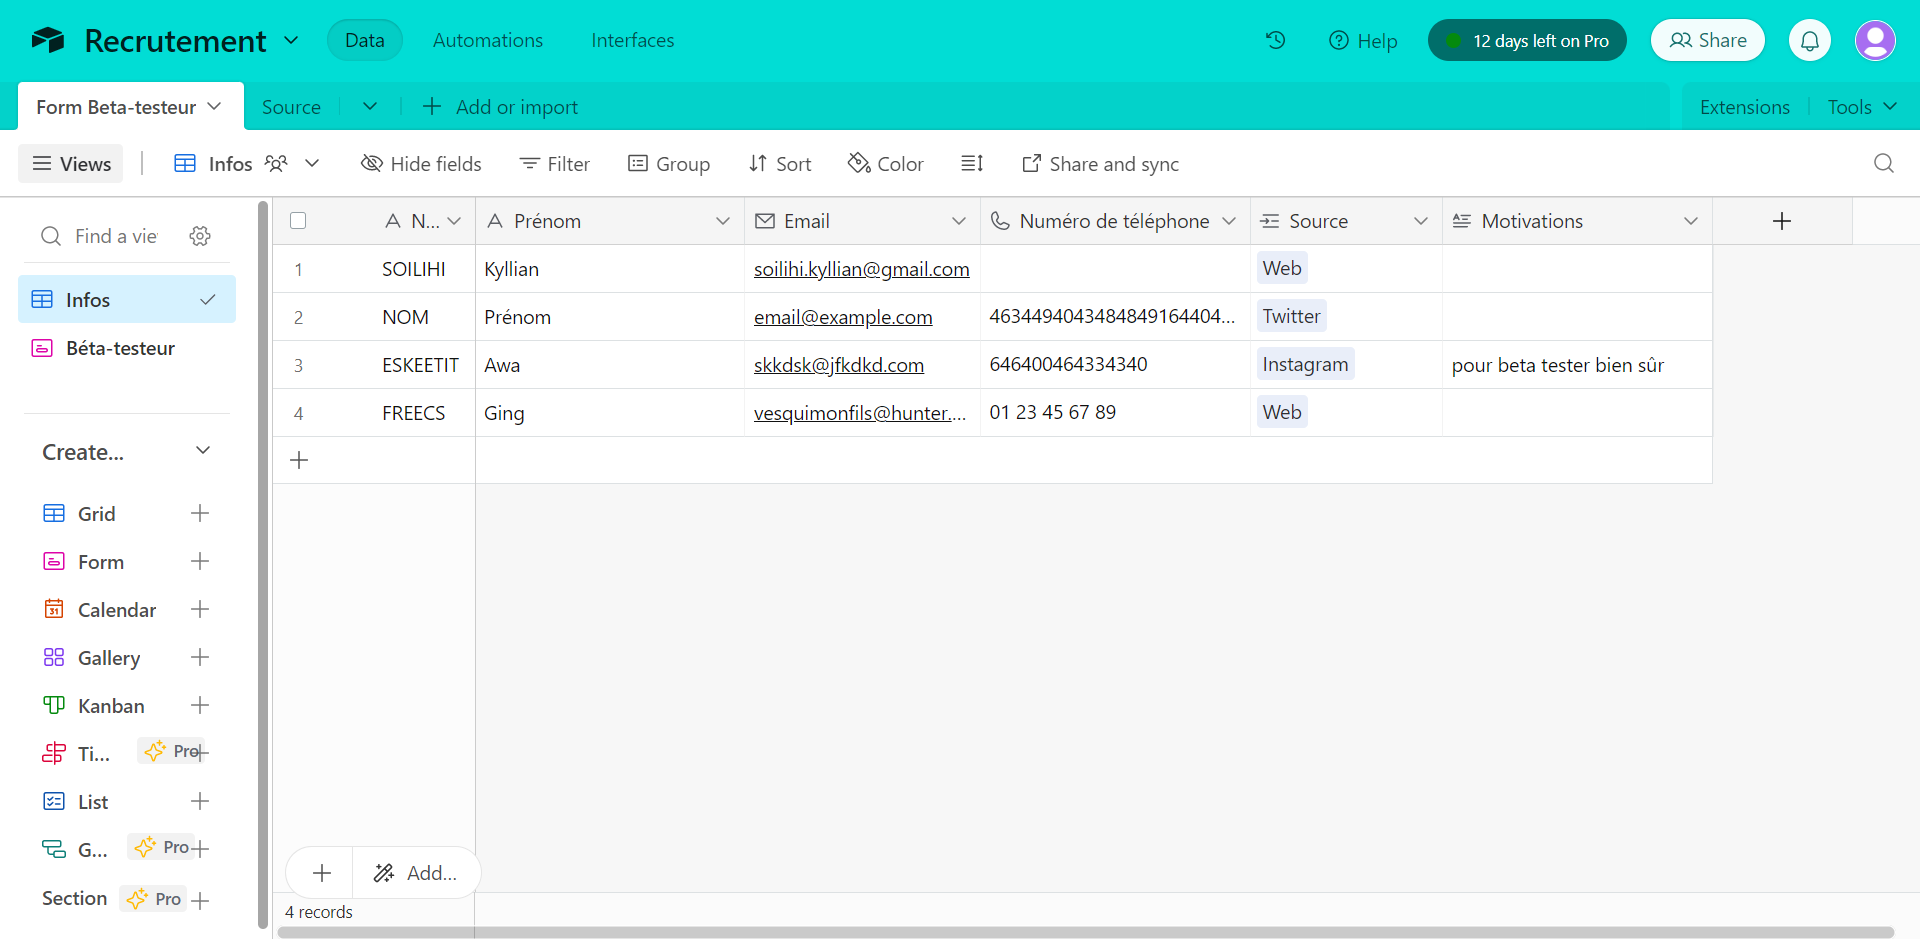 Recrutement Data Automations Interfaces Help 12 days left on Pro Share
Form Beta-testeur Source Add or import Extensions Tools
Views Infos Hide fields Filter Group Sort Color Share and sync
Find a vie
Infos
Béta-testeur
Create...
Grid
Form
Calendar
Gallery
Kanban
Ti... Pro
List
G... Pro
Section Pro
N... Prénom Email Numéro de téléphone Source Motivations
1 SOILIHI Kyllian soilihi.kyllian@gmail.com Web
2 NOM Prénom email@example.com 4634494043484849164404... Twitter
3 ESKEETIT Awa skkdsk@jfkdkd.com 646400464334340 Instagram pour beta tester bien sûr
4 FREECS Ging vesquimonfils@hunter.... 01 23 45 67 89 Web
Add...
4 records